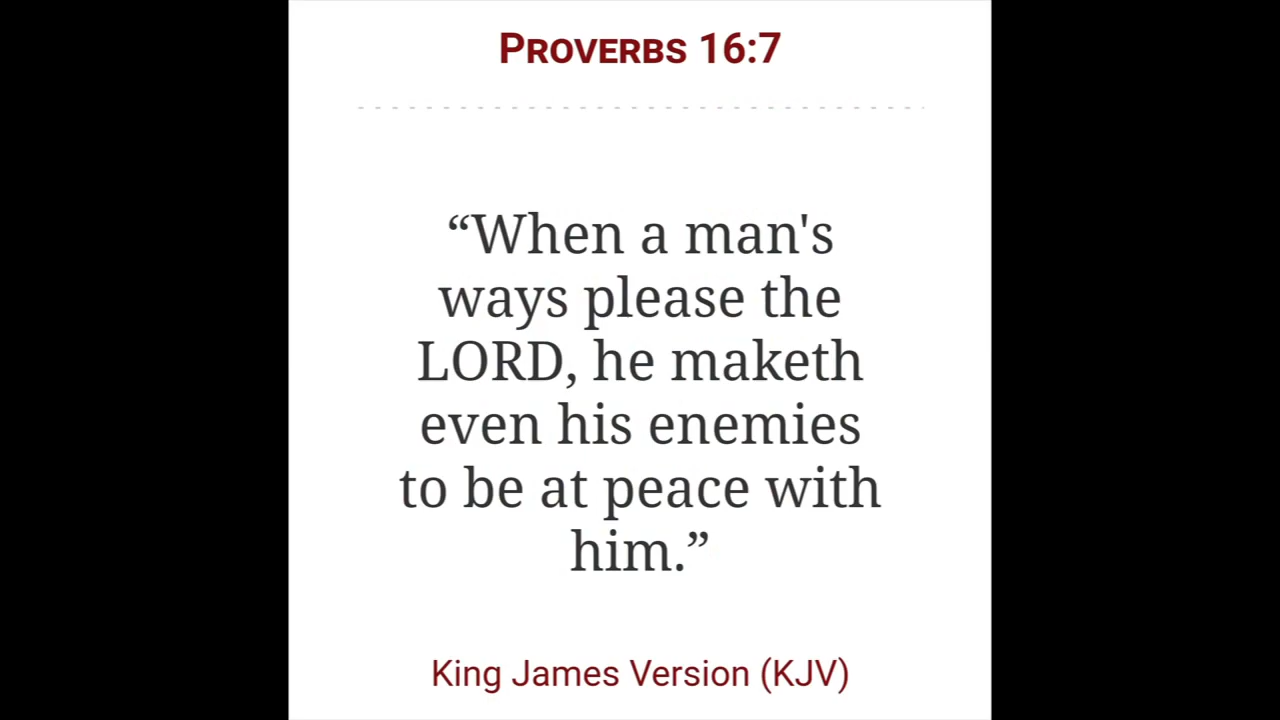 Proverbs 16:7
“When a man's
ways please the
LORD, he maketh
even his enemies
to be at peace with
him.”
King James Version (KJV)